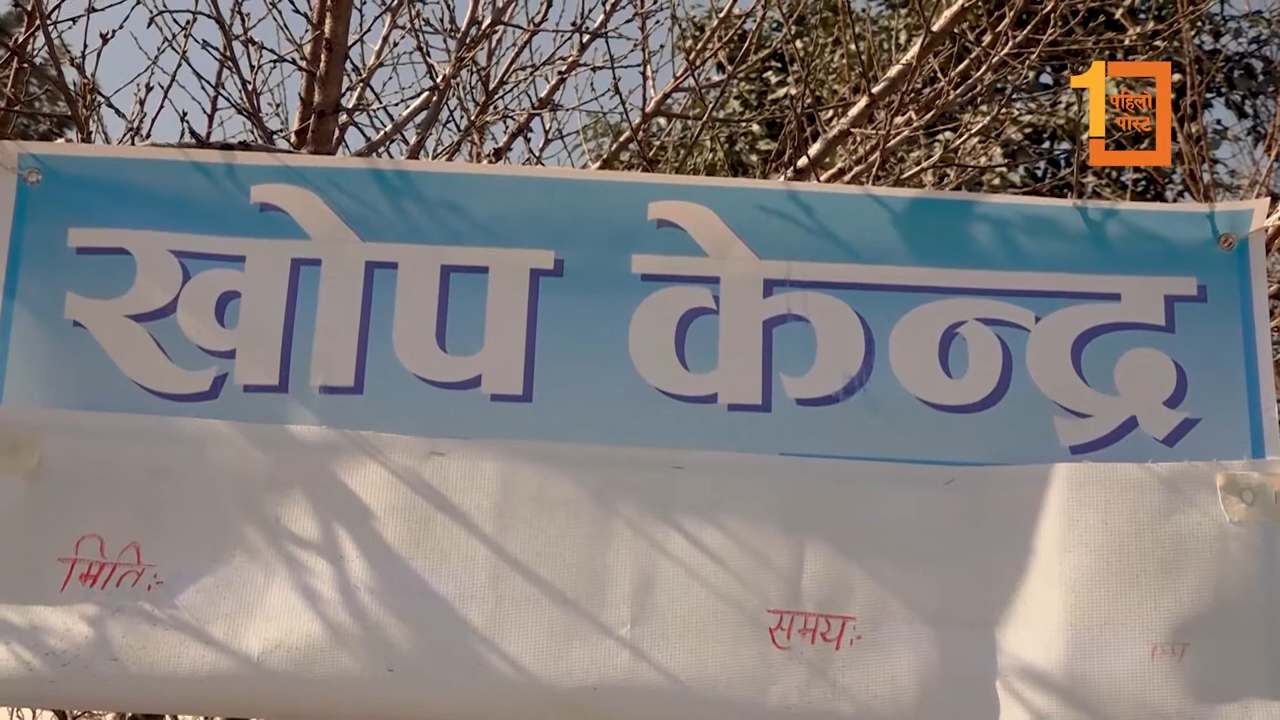 पहिलो
पोस्ट
खोप केन्द्र
मितिः-
समयः-